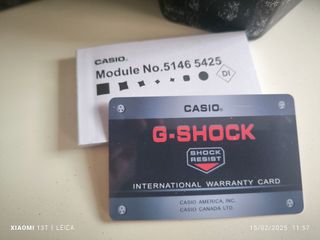 CASIO®
Module No.5146 5425
DI
CASIO®
G-SHOCK
SHOCK
RESIST
INTERNATIONAL WARRANTY CARD
CASIO AMERICA, INC.
CASIO CANADA LTD.
XIAOMI 13T | LEICA
15/02/2025 11:57